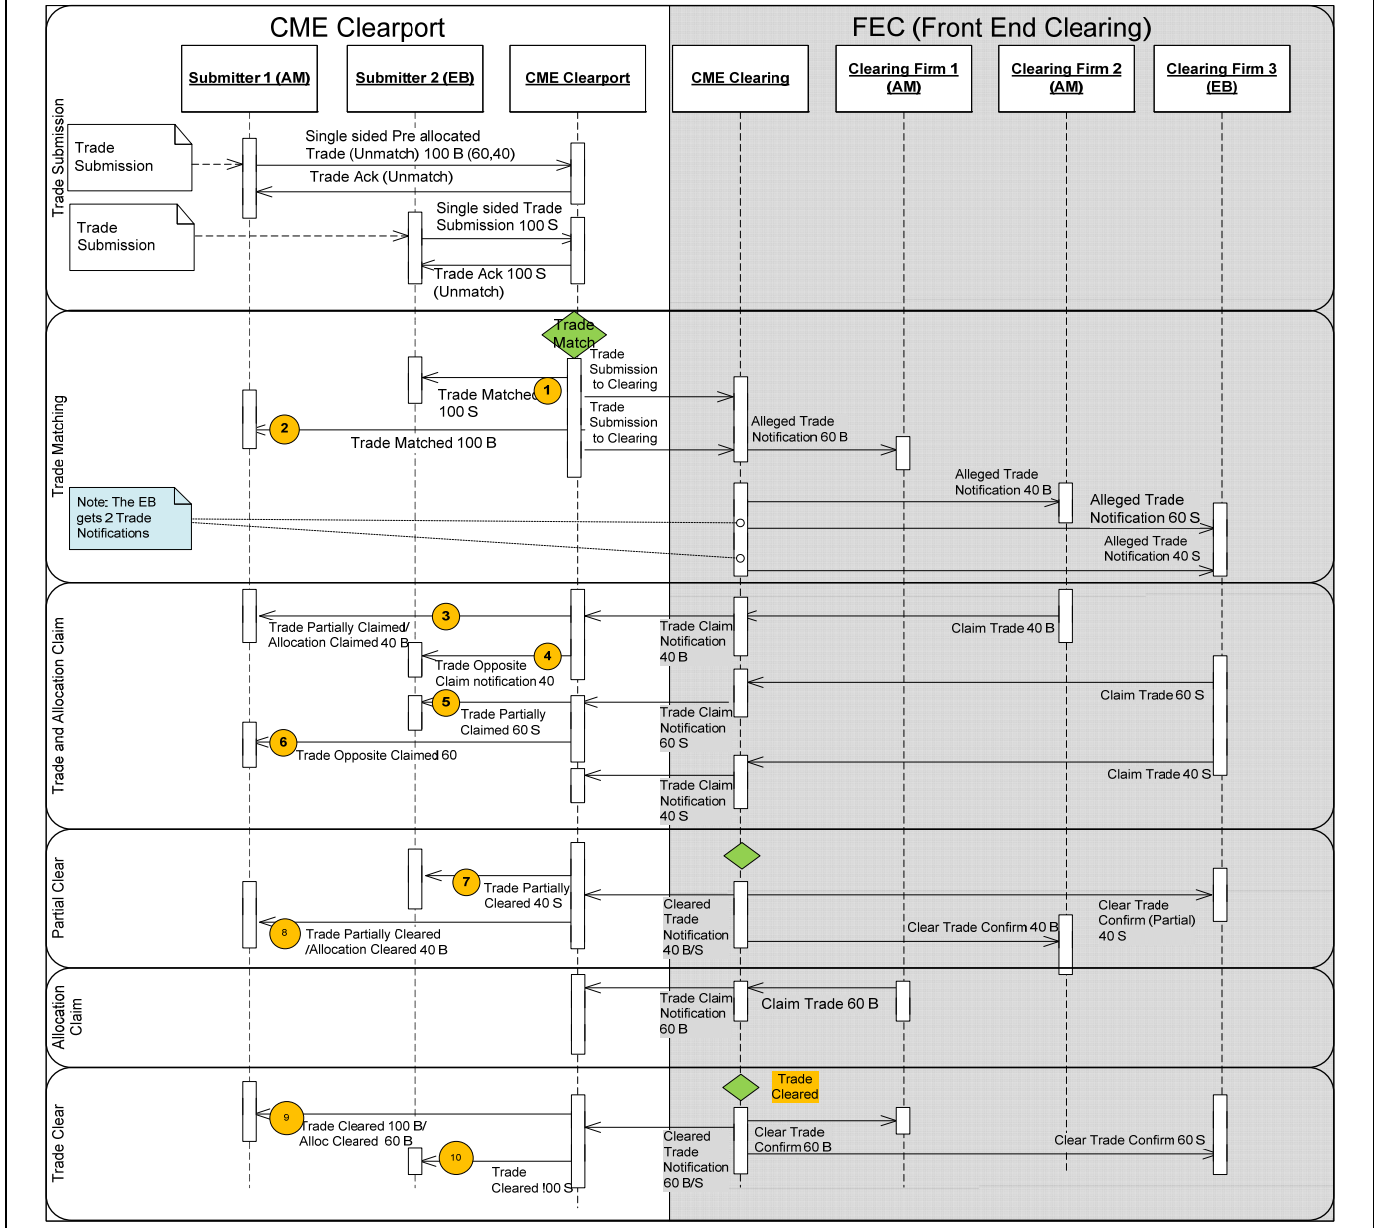 CME Clearport
FEC (Front End Clearing)
Submitter 1 (AM)
Submitter 2 (EB)
CME Clearport
CME Clearing
Clearing Firm 1
(AM)
Clearing Firm 2
(AM)
Clearing Firm 3
(EB)
Trade Submission
Trade
Submission
Single sided Pre allocated
Trade (Unmatch) 100 B (60,40)
Trade Ack (Unmatch)
Trade
Submission
Single sided Trade
Submission 100 S
Trade Ack 100 S
(Unmatch)
Trade Matching
Trade
Match
Trade
Submission
to Clearing
1
Trade Matched
100 S
Trade
Submission
to Clearing
2
Trade Matched 100 B
Alleged Trade
Notification 60 B
Alleged Trade
Notification 40 B
Note: The EB
gets 2 Trade
Notifications
Alleged Trade
Notification 60 S
Alleged Trade
Notification 40 S
Trade and Allocation Claim
3
Trade Partially Claimed/
Allocation Claimed 40 B
Trade Claim
Notification
40 B
Claim Trade 40 B
4
Trade Opposite
Claim notification 40
5
Trade Partially
Claimed 60 S
Trade Claim
Notification
60 S
Claim Trade 60 S
6
Trade Opposite Claimed 60
Trade Claim
Notification
40 S
Claim Trade 40 S
Partial Clear
7
Trade Partially
Cleared 40 S
8
Trade Partially Cleared
/Allocation Cleared 40 B
Cleared
Trade
Notification
40 B/S
Clear Trade Confirm 40 B
Clear Trade
Confirm (Partial)
40 S
Allocation
Claim
Trade Claim
Notification
60 B
Claim Trade 60 B
Trade Clear
Trade
Cleared
9
Trade Cleared 100 B/
Alloc Cleared 60 B
10
Trade
Cleared !00 S
Cleared
Trade
Notification
60 B/S
Clear Trade
Confirm 60 B
Clear Trade Confirm 60 S